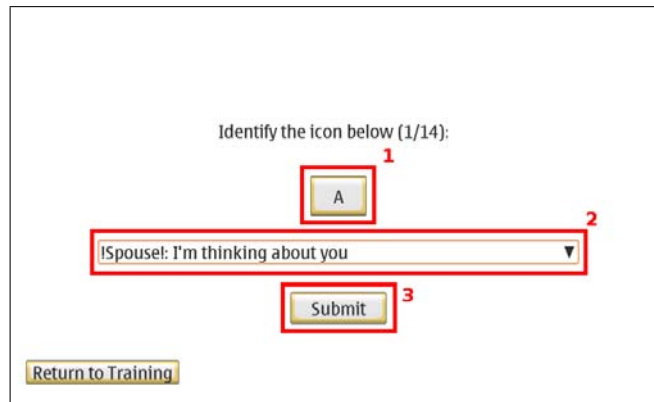 Identify the icon below (1/14):
1
A
2
!Spouse!: I'm thinking about you
Submit
3
Return to Training